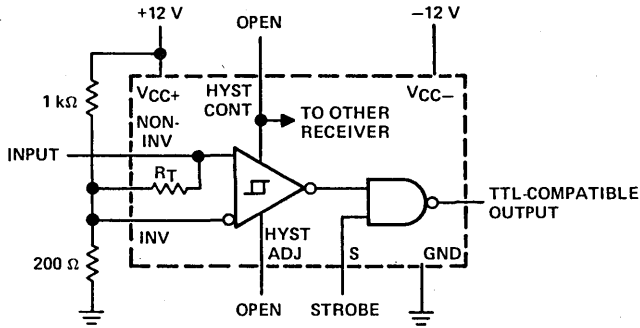 +12 V
OPEN
−12 V
1 kΩ
VCC+
HYST
CONT
VCC−
NON-
INV
TO OTHER
RECEIVER
INPUT
RT
TTL-COMPATIBLE
OUTPUT
INV
HYST
ADJ
S
GND
200 Ω
OPEN
STROBE